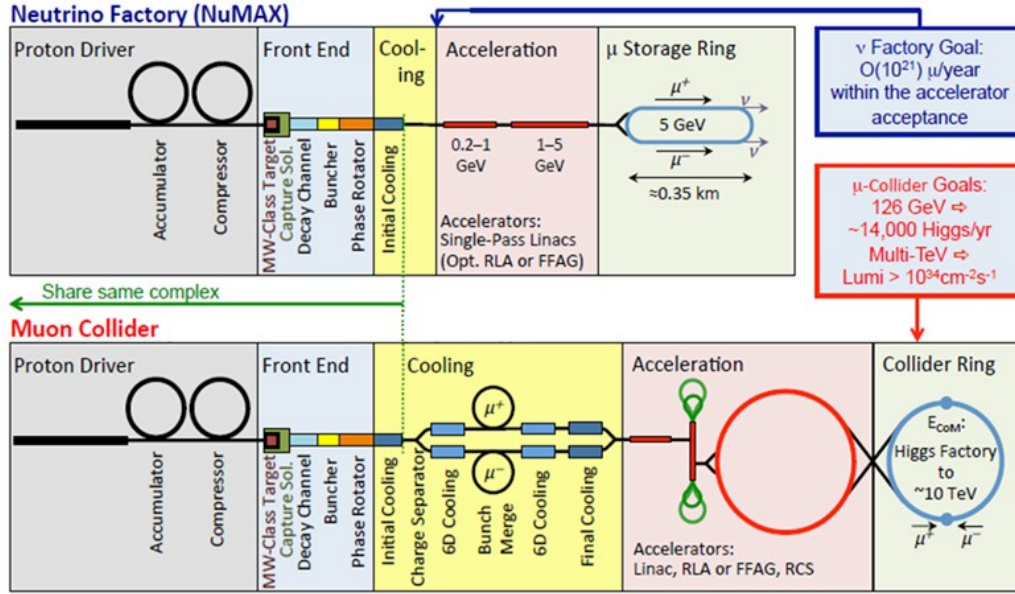 Neutrino Factory (NuMAX)
Proton Driver
Front End
Cool-
ing
Acceleration
μ Storage Ring
ν Factory Goal:
O(10²¹) μ/year
within the accelerator
acceptance
Accumulator
Compressor
MW-Class Target
Capture Sol.
Decay Channel
Buncher
Phase Rotator
Initial Cooling
0.2–1
GeV
1–5
GeV
Accelerators:
Single-Pass Linacs
(Opt. RLA or FFAG)
μ⁺
ν
5 GeV
μ⁻
ν
≈0.35 km
μ-Collider Goals:
126 GeV ⇨
~14,000 Higgs/yr
Multi-TeV ⇨
Lumi > 10³⁴cm⁻²s⁻¹
Share same complex
Muon Collider
Proton Driver
Front End
Cooling
Acceleration
Collider Ring
Accumulator
Compressor
MW-Class Target
Capture Sol.
Decay Channel
Buncher
Phase Rotator
Initial Cooling
Charge Separator
6D Cooling
μ⁺
μ⁻
Bunch
Merge
6D Cooling
Final Cooling
Accelerators:
Linac, RLA or FFAG, RCS
E_CoM:
Higgs Factory
to
~10 TeV
μ⁺ μ⁻